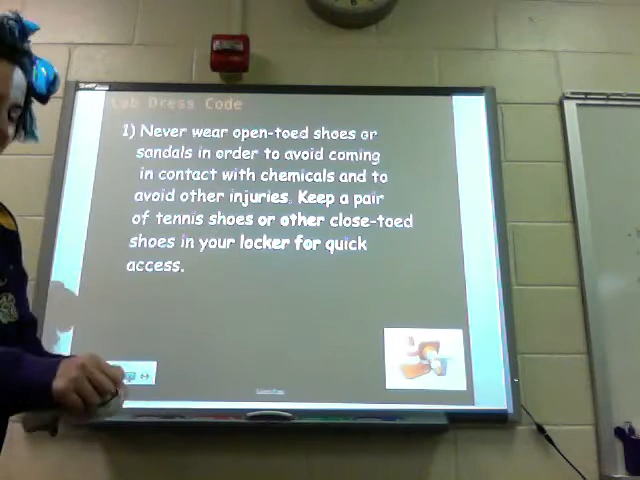 Lab Dress Code
1) Never wear open-toed shoes or
sandals in order to avoid coming
in contact with chemicals and to
avoid other injuries. Keep a pair
of tennis shoes or other close-toed
shoes in your locker for quick
access.